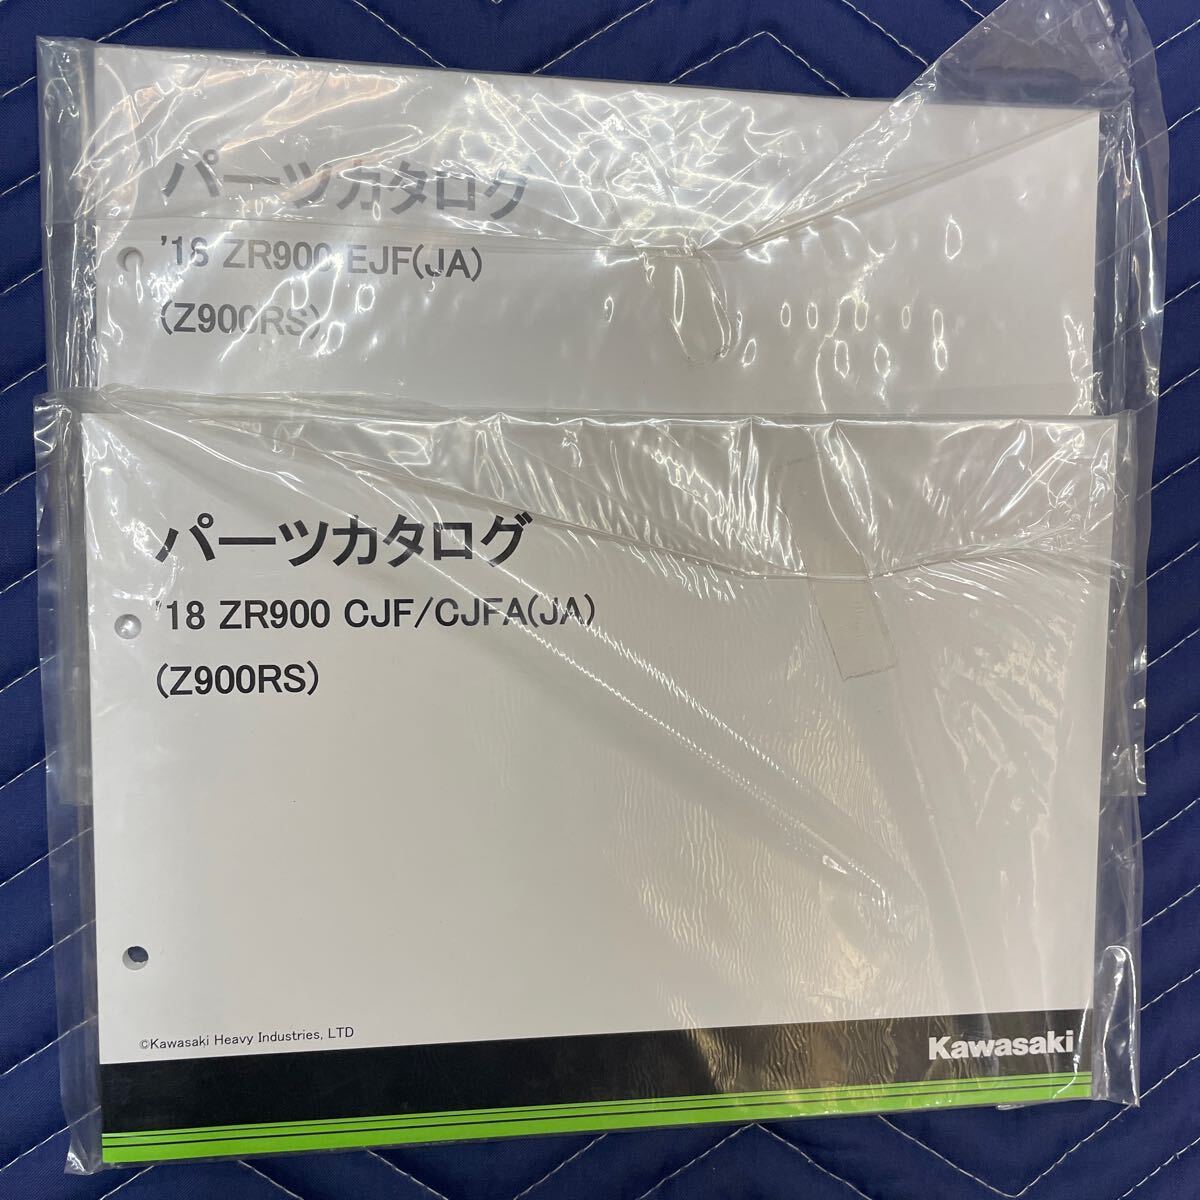 パーツカタログ
'18 ZR900 EJF(JA)
(Z900RS)
パーツカタログ
'18 ZR900 CJF/CJFA(JA)
(Z900RS)
©Kawasaki Heavy Industries, LTD
Kawasaki